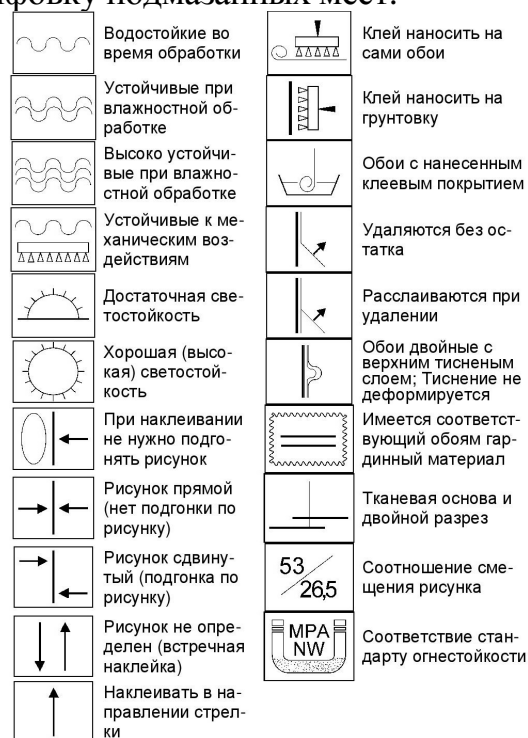 фовку подмазанных мест.
Водостойкие во
время обработки
Устойчивые при
влажностной об-
работке
Высоко устойчи-
вые при влажно-
стной обработке
Устойчивые к ме-
ханическим воз-
действиям
Достаточная све-
тостойкость
Хорошая (высо-
кая) светостой-
кость
При наклеивании
не нужно подго-
нять рисунок
Рисунок прямой
(нет подгонки по
рисунку)
Рисунок сдвину-
тый (подгонка по
рисунку)
Рисунок не опре-
делен (встречная
наклейка)
Наклеивать в на-
правлении стрел-
ки
Клей наносить на
сами обои
Клей наносить на
грунтовку
Обои с нанесенным
клеевым покрытием
Удаляются без ос-
татка
Расслаиваются при
удалении
Обои двойные с
верхним тисненым
слоем; Тиснение не
деформируется
Имеется соответст-
вующий обоям гар-
динный материал
Тканевая основа и
двойной разрез
53
26,5
Соотношение сме-
щения рисунка
MPA
NW
Соответствие стан-
дарту огнестойкости